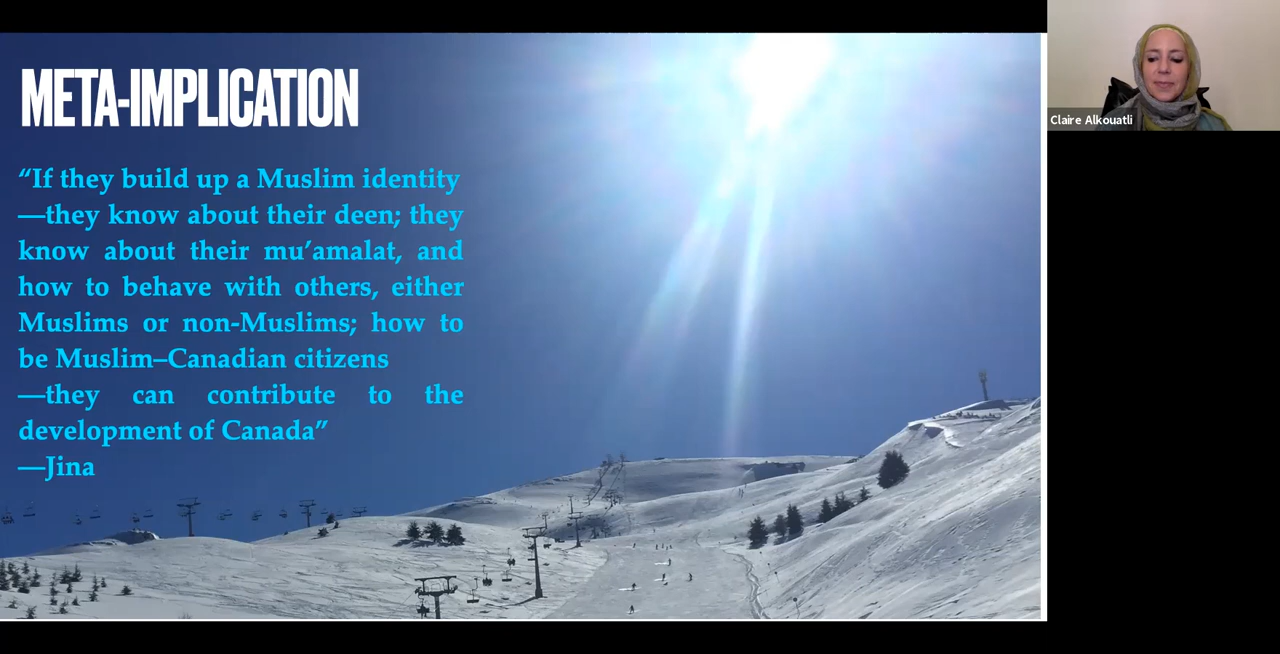 META-IMPLICATION
“If they build up a Muslim identity
—they know about their deen; they
know about their mu’amalat, and
how to behave with others, either
Muslims or non-Muslims; how to
be Muslim–Canadian citizens
—they can contribute to the
development of Canada”
—Jina
Claire Alkouatli